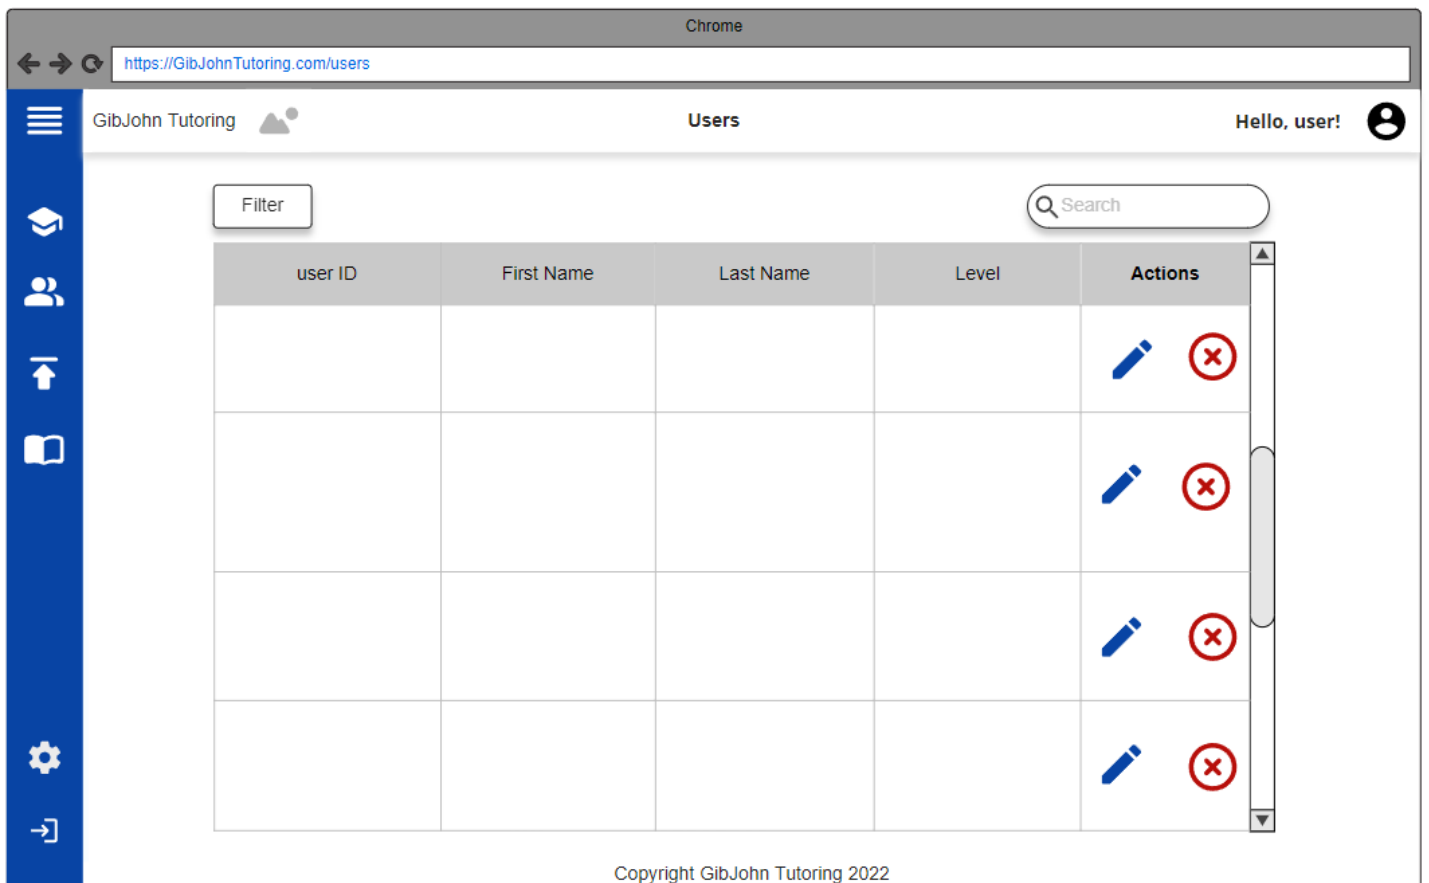 Chrome
https://GibJohnTutoring.com/users
GibJohn Tutoring
Users
Hello, user!
Filter
Search
user ID
First Name
Last Name
Level
Actions
Copyright GibJohn Tutoring 2022